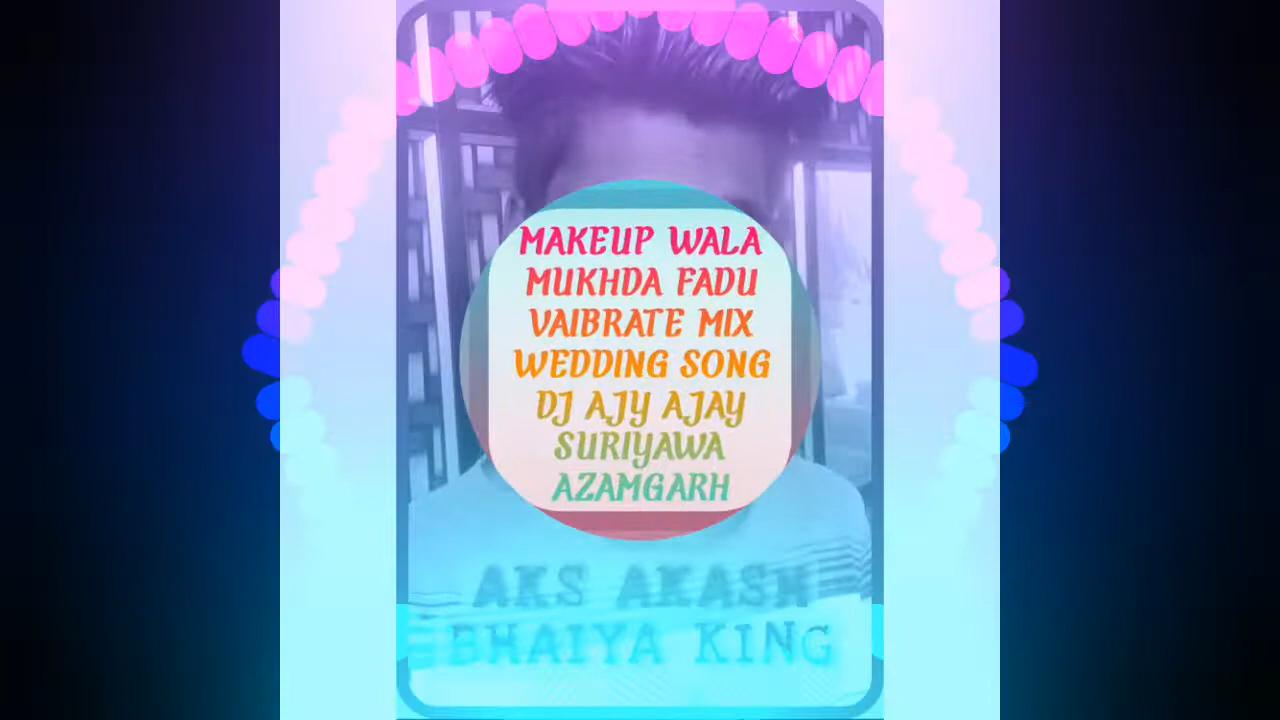 MAKEUP WALA
MUKHDA FADU
VAIBRATE MIX
WEDDING SONG
DJ AJY AJAY
SURIYAWA
AZAMGARH
AKS AKASH
BHAIYA KING